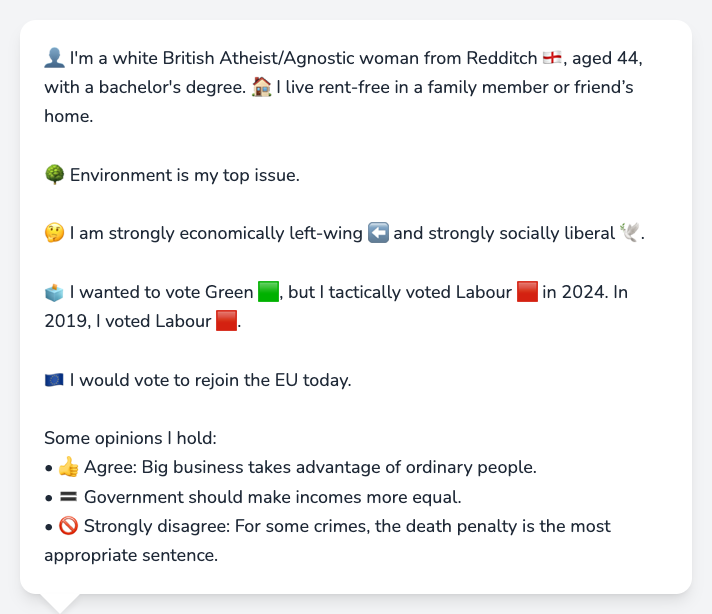 👤 I'm a white British Atheist/Agnostic woman from Redditch 🏴󠁧󠁢󠁥󠁮󠁧󠁿, aged 44,
with a bachelor's degree. 🏠 I live rent-free in a family member or friend’s
home.
🌳 Environment is my top issue.
🤔 I am strongly economically left-wing ⬅️ and strongly socially liberal 🕊️.
🗳️ I wanted to vote Green 🟩, but I tactically voted Labour 🟥 in 2024. In
2019, I voted Labour 🟥.
🇪🇺 I would vote to rejoin the EU today.
Some opinions I hold:
• 👍 Agree: Big business takes advantage of ordinary people.
• 🟰 Government should make incomes more equal.
• 🚫 Strongly disagree: For some crimes, the death penalty is the most
appropriate sentence.